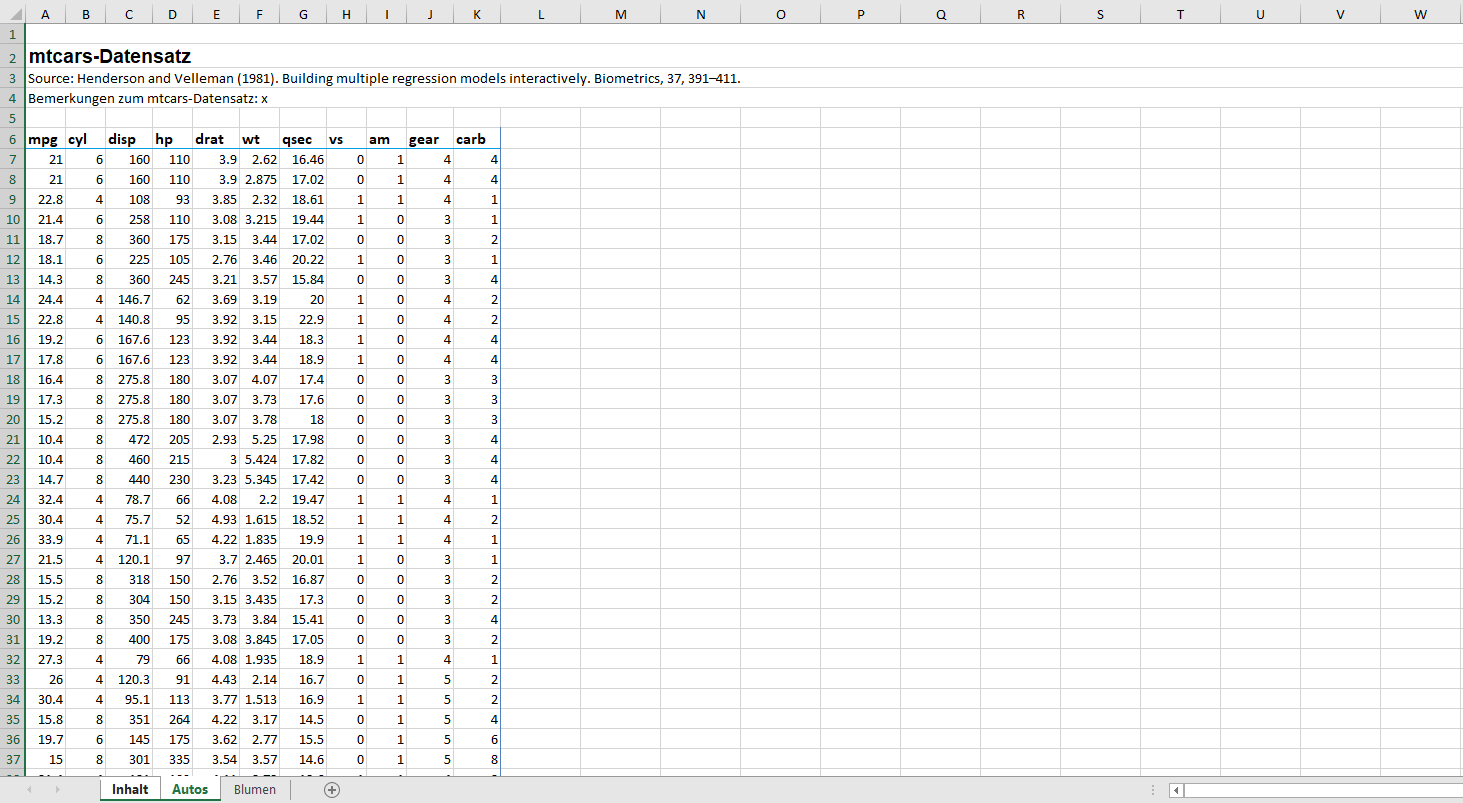 A B C D E F G H I J K L M N O P Q R S T U V W
1
2 mtcars-Datensatz
3 Source: Henderson and Velleman (1981). Building multiple regression models interactively. Biometrics, 37, 391–411.
4 Bemerkungen zum mtcars-Datensatz: x
5
6 mpg cyl disp hp drat wt qsec vs am gear carb
7 21 6 160 110 3.9 2.62 16.46 0 1 4 4
8 21 6 160 110 3.9 2.875 17.02 0 1 4 4
9 22.8 4 108 93 3.85 2.32 18.61 1 1 4 1
10 21.4 6 258 110 3.08 3.215 19.44 1 0 3 1
11 18.7 8 360 175 3.15 3.44 17.02 0 0 3 2
12 18.1 6 225 105 2.76 3.46 20.22 1 0 3 1
13 14.3 8 360 245 3.21 3.57 15.84 0 0 3 4
14 24.4 4 146.7 62 3.69 3.19 20 1 0 4 2
15 22.8 4 140.8 95 3.92 3.15 22.9 1 0 4 2
16 19.2 6 167.6 123 3.92 3.44 18.3 1 0 4 4
17 17.8 6 167.6 123 3.92 3.44 18.9 1 0 4 4
18 16.4 8 275.8 180 3.07 4.07 17.4 0 0 3 3
19 17.3 8 275.8 180 3.07 3.73 17.6 0 0 3 3
20 15.2 8 275.8 180 3.07 3.78 18 0 0 3 3
21 10.4 8 472 205 2.93 5.25 17.98 0 0 3 4
22 10.4 8 460 215 3 5.424 17.82 0 0 3 4
23 14.7 8 440 230 3.23 5.345 17.42 0 0 3 4
24 32.4 4 78.7 66 4.08 2.2 19.47 1 1 4 1
25 30.4 4 75.7 52 4.93 1.615 18.52 1 1 4 2
26 33.9 4 71.1 65 4.22 1.835 19.9 1 1 4 1
27 21.5 4 120.1 97 3.7 2.465 20.01 1 0 3 1
28 15.5 8 318 150 2.76 3.52 16.87 0 0 3 2
29 15.2 8 304 150 3.15 3.435 17.3 0 0 3 2
30 13.3 8 350 245 3.73 3.84 15.41 0 0 3 4
31 19.2 8 400 175 3.08 3.845 17.05 0 0 3 2
32 27.3 4 79 66 4.08 1.935 18.9 1 1 4 1
33 26 4 120.3 91 4.43 2.14 16.7 0 1 5 2
34 30.4 4 95.1 113 3.77 1.513 16.9 1 1 5 2
35 15.8 8 351 264 4.22 3.17 14.5 0 1 5 4
36 19.7 6 145 175 3.62 2.77 15.5 0 1 5 6
37 15 8 301 335 3.54 3.57 14.6 0 1 5 8
Inhalt Autos Blumen